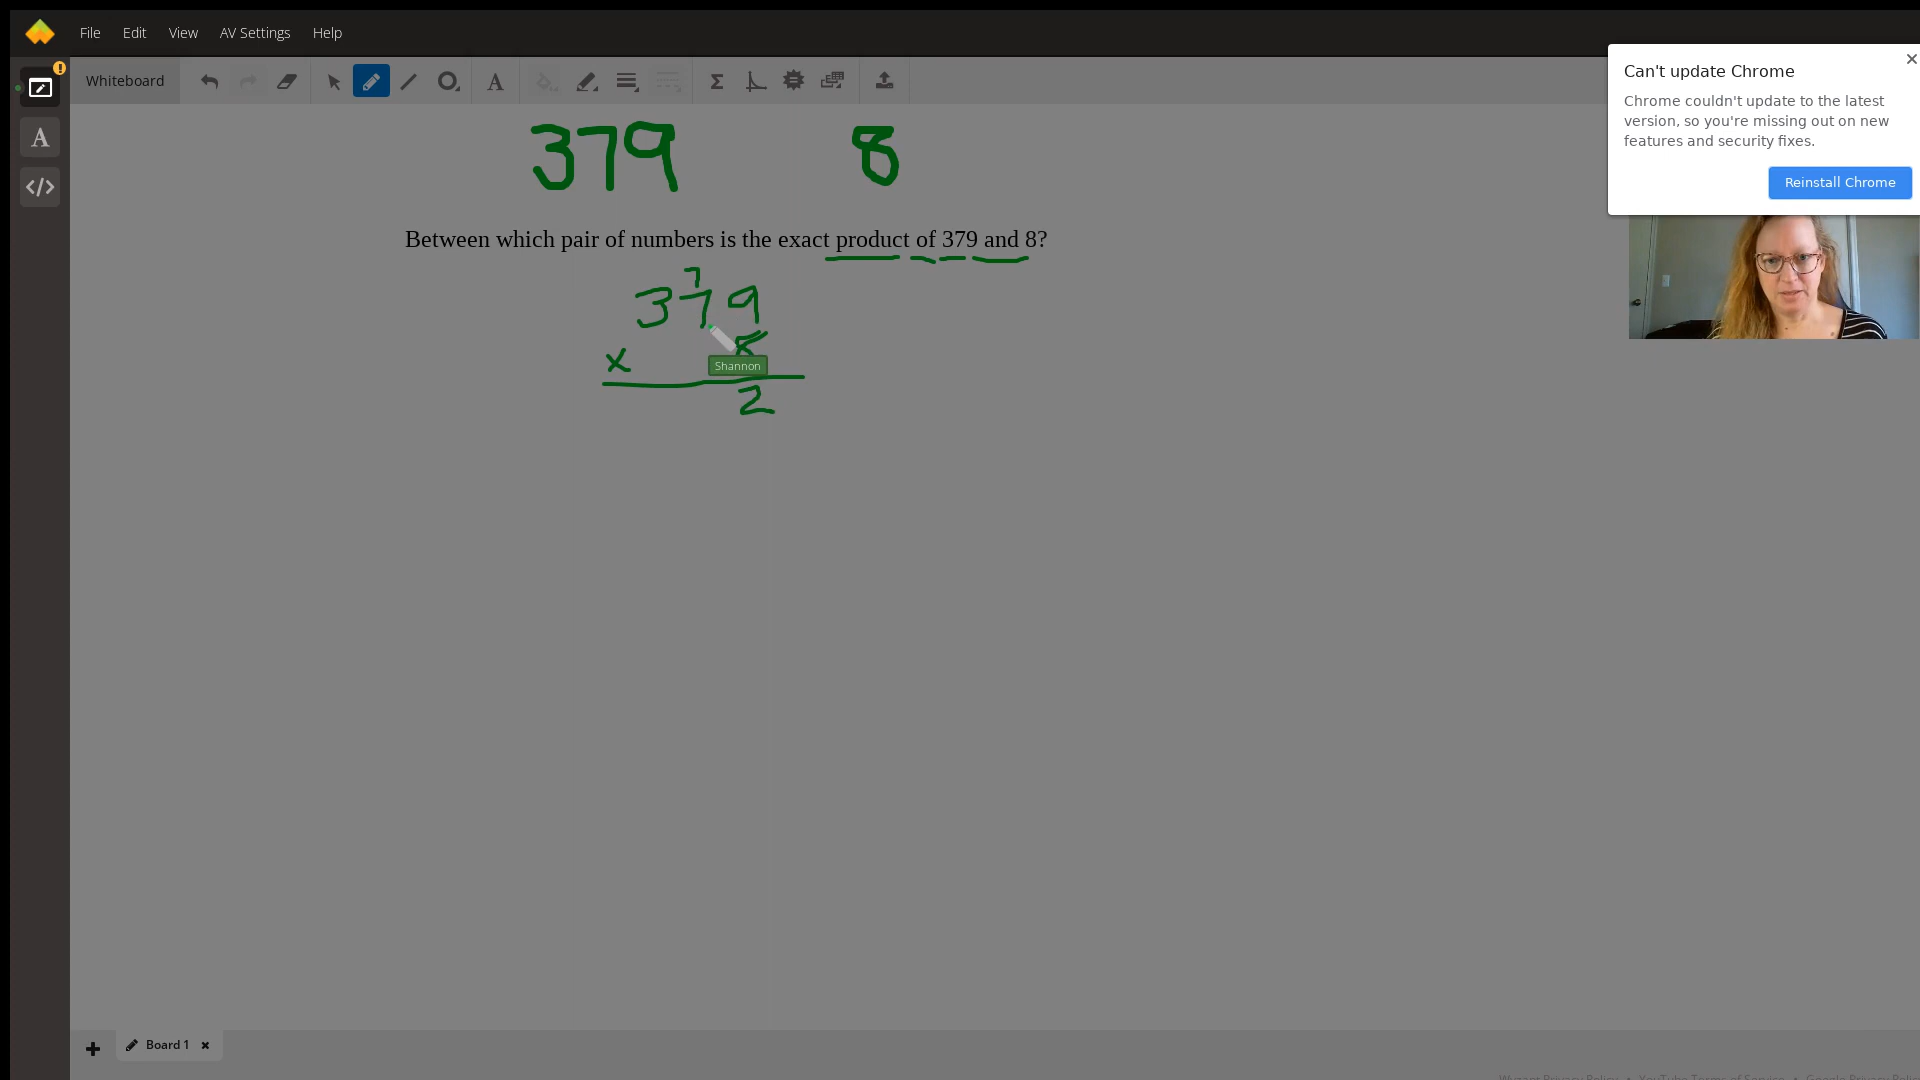 File Edit View AV Settings Help
Can't update Chrome
Chrome couldn't update to the latest
version, so you're missing out on new
features and security fixes.
Reinstall Chrome
Whiteboard
379 8
Between which pair of numbers is the exact product of 379 and 8?
7
379
x 8
Shannon
2
Board 1